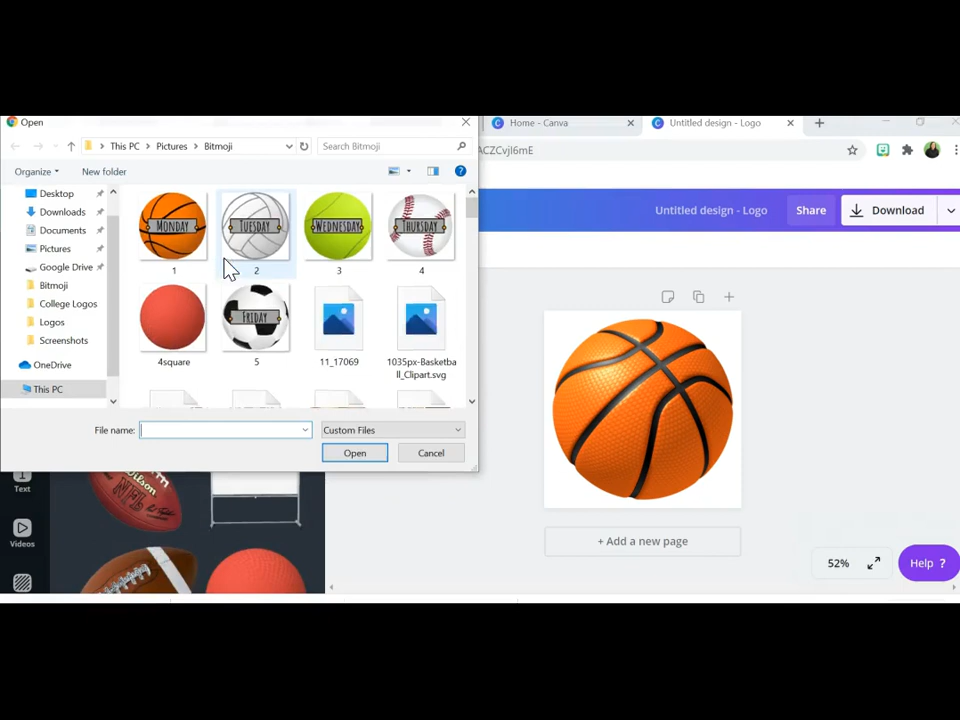 Open
Home - Canva
Untitled design - Logo
This PC
Pictures
Bitmoji
Search Bitmoji
ACZCvjI6mE
Organize
New folder
Desktop
Downloads
Documents
Pictures
Google Drive
Bitmoji
College Logos
Logos
Screenshots
OneDrive
This PC
MONDAY
TUESDAY
WEDNESDAY
THURSDAY
1
2
3
4
FRIDAY
4square
5
11_17069
1035px-Basketba
ll_Clipart.svg
File name:
Custom Files
Open
Cancel
Untitled design - Logo
Share
Download
Text
Videos
Wilson
NFL
+ Add a new page
52%
Help ?